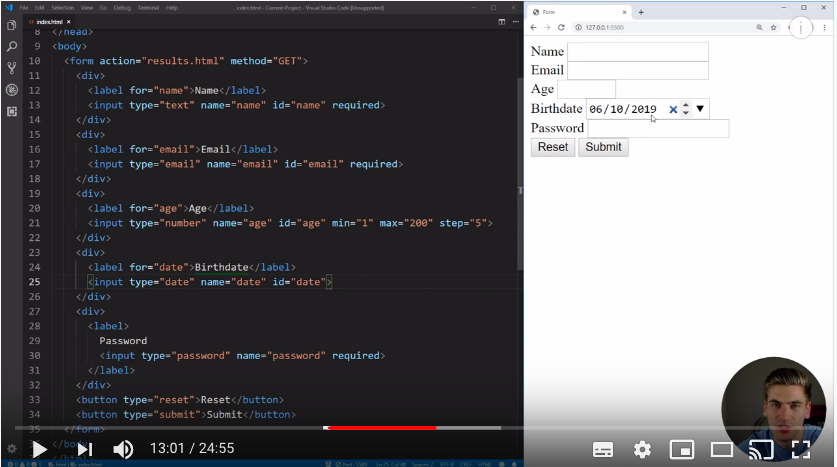 File Edit Selection View Go Debug Terminal Help
index.html - Current-Project - Visual Studio Code [Unsupported]
index.html ×
8 </head>
9 <body>
10 <form action="results.html" method="GET">
11 <div>
12 <label for="name">Name</label>
13 <input type="text" name="name" id="name" required>
14 </div>
15 <div>
16 <label for="email">Email</label>
17 <input type="email" name="email" id="email" required>
18 </div>
19 <div>
20 <label for="age">Age</label>
21 <input type="number" name="age" id="age" min="1" max="200" step="5">
22 </div>
23 <div>
24 <label for="date">Birthdate</label>
25 <input type="date" name="date" id="date">
26 </div>
27 <div>
28 <label>
29 Password
30 <input type="password" name="password" required>
31 </label>
32 </div>
33 <button type="reset">Reset</button>
34 <button type="submit">Submit</button>
35 </form>
36 </body>
13:01 / 24:55
Form
127.0.0.1:5500
Name
Email
Age
Birthdate 06/10/2019
Password
Reset Submit